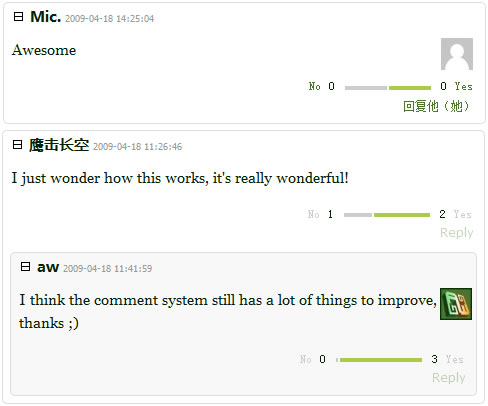 Mic. 2009-04-18 14:25:04
Awesome
No 0 0 Yes
回复他（她）
鹰击长空 2009-04-18 11:26:46
I just wonder how this works, it's really wonderful!
No 1 2 Yes
Reply
aw 2009-04-18 11:41:59
I think the comment system still has a lot of things to improve,
thanks ;)
No 0 3 Yes
Reply